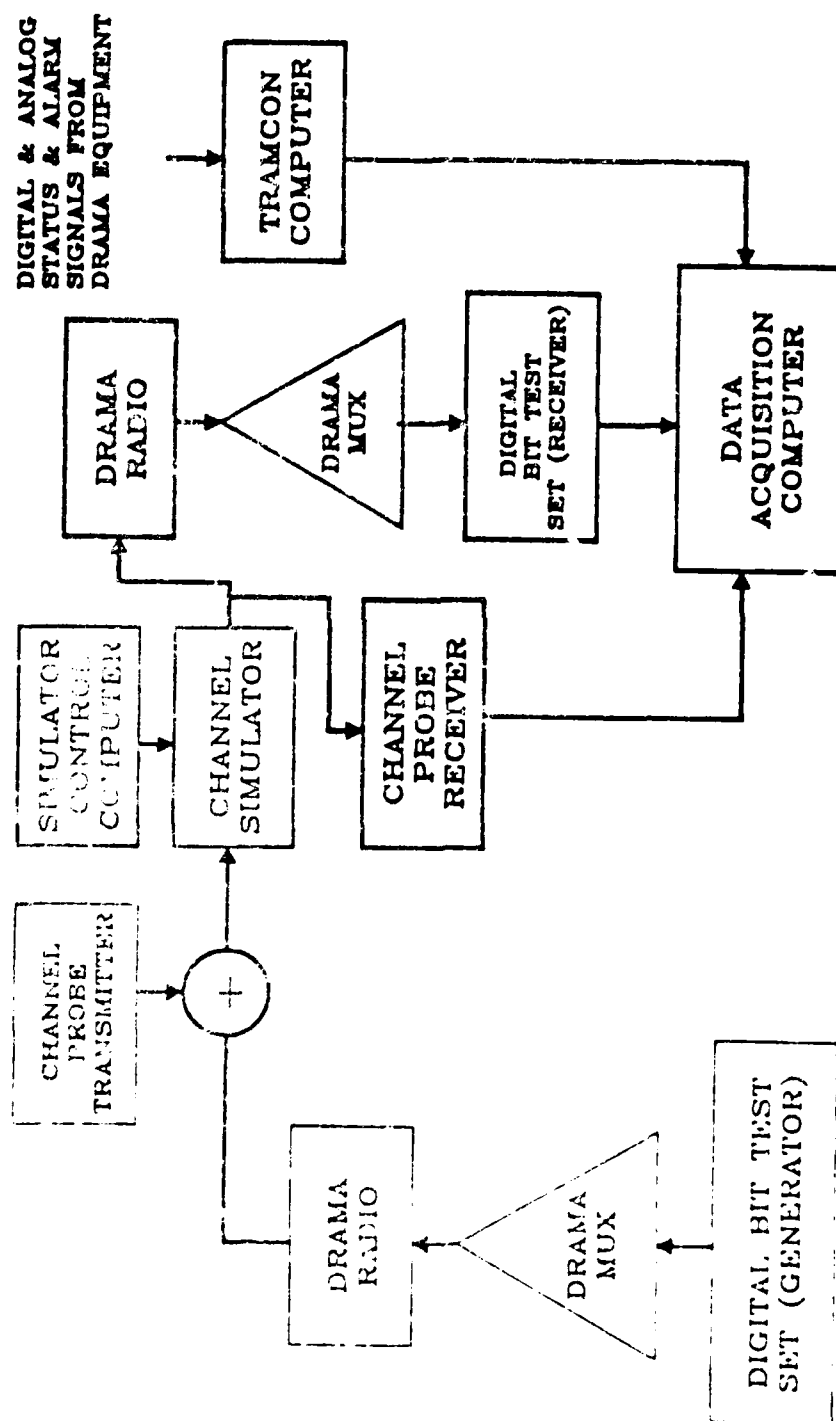 DIGITAL BIT TEST
SET (GENERATOR)
DRAMA
MUX
DRAMA
RADIO
CHANNEL
PROBE
TRANSMITTER
+
SIMULATOR
CONTROL
COMPUTER
CHANNEL
SIMULATOR
CHANNEL
PROBE
RECEIVER
DRAMA
RADIO
DRAMA
MUX
DIGITAL
BIT TEST
SET (RECEIVER)
DIGITAL & ANALOG
STATUS & ALARM
SIGNALS FROM
DRAMA EQUIPMENT
TRAMCON
COMPUTER
DATA
ACQUISITION
COMPUTER